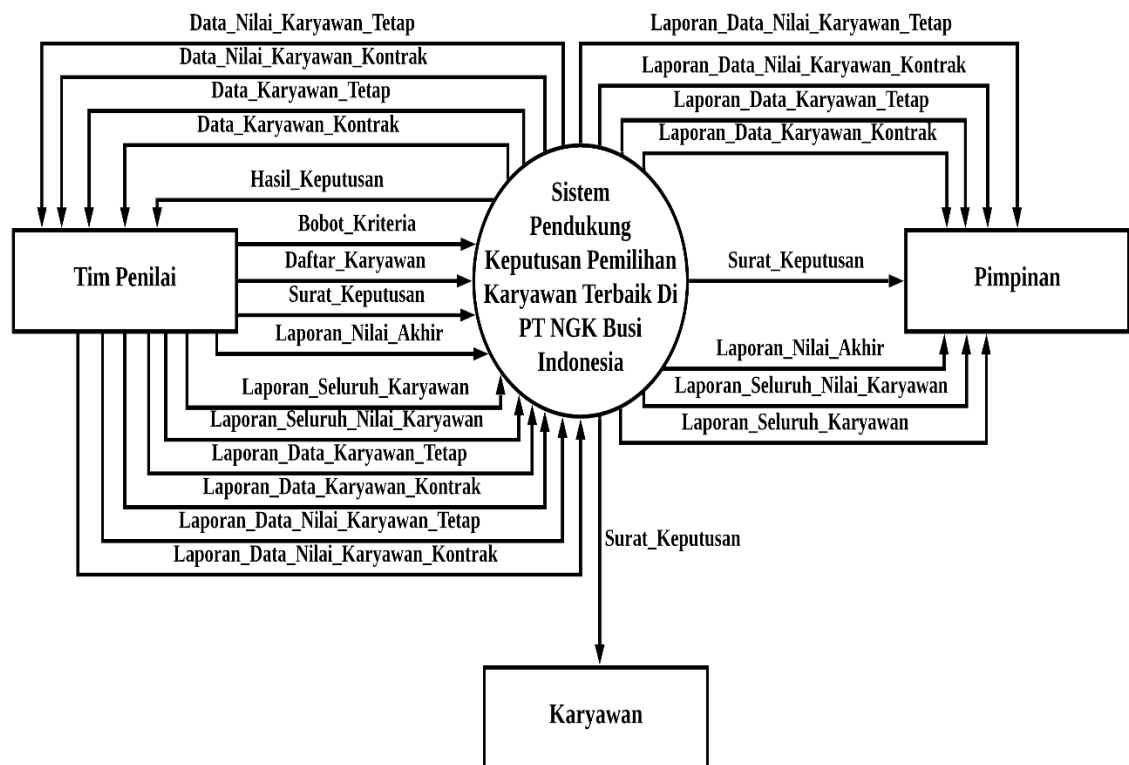 Data_Nilai_Karyawan_Tetap
Data_Nilai_Karyawan_Kontrak
Data_Karyawan_Tetap
Data_Karyawan_Kontrak
Hasil_Keputusan
Laporan_Data_Nilai_Karyawan_Tetap
Laporan_Data_Nilai_Karyawan_Kontrak
Laporan_Data_Karyawan_Tetap
Laporan_Data_Karyawan_Kontrak
Tim Penilai
Bobot_Kriteria
Daftar_Karyawan
Surat_Keputusan
Laporan_Nilai_Akhir
Sistem
Pendukung
Keputusan Pemilihan
Karyawan Terbaik Di
PT NGK Busi
Indonesia
Surat_Keputusan
Pimpinan
Laporan_Seluruh_Karyawan
Laporan_Seluruh_Nilai_Karyawan
Laporan_Data_Karyawan_Tetap
Laporan_Data_Karyawan_Kontrak
Laporan_Data_Nilai_Karyawan_Tetap
Laporan_Data_Nilai_Karyawan_Kontrak
Laporan_Nilai_Akhir
Laporan_Seluruh_Nilai_Karyawan
Laporan_Seluruh_Karyawan
Surat_Keputusan
Karyawan